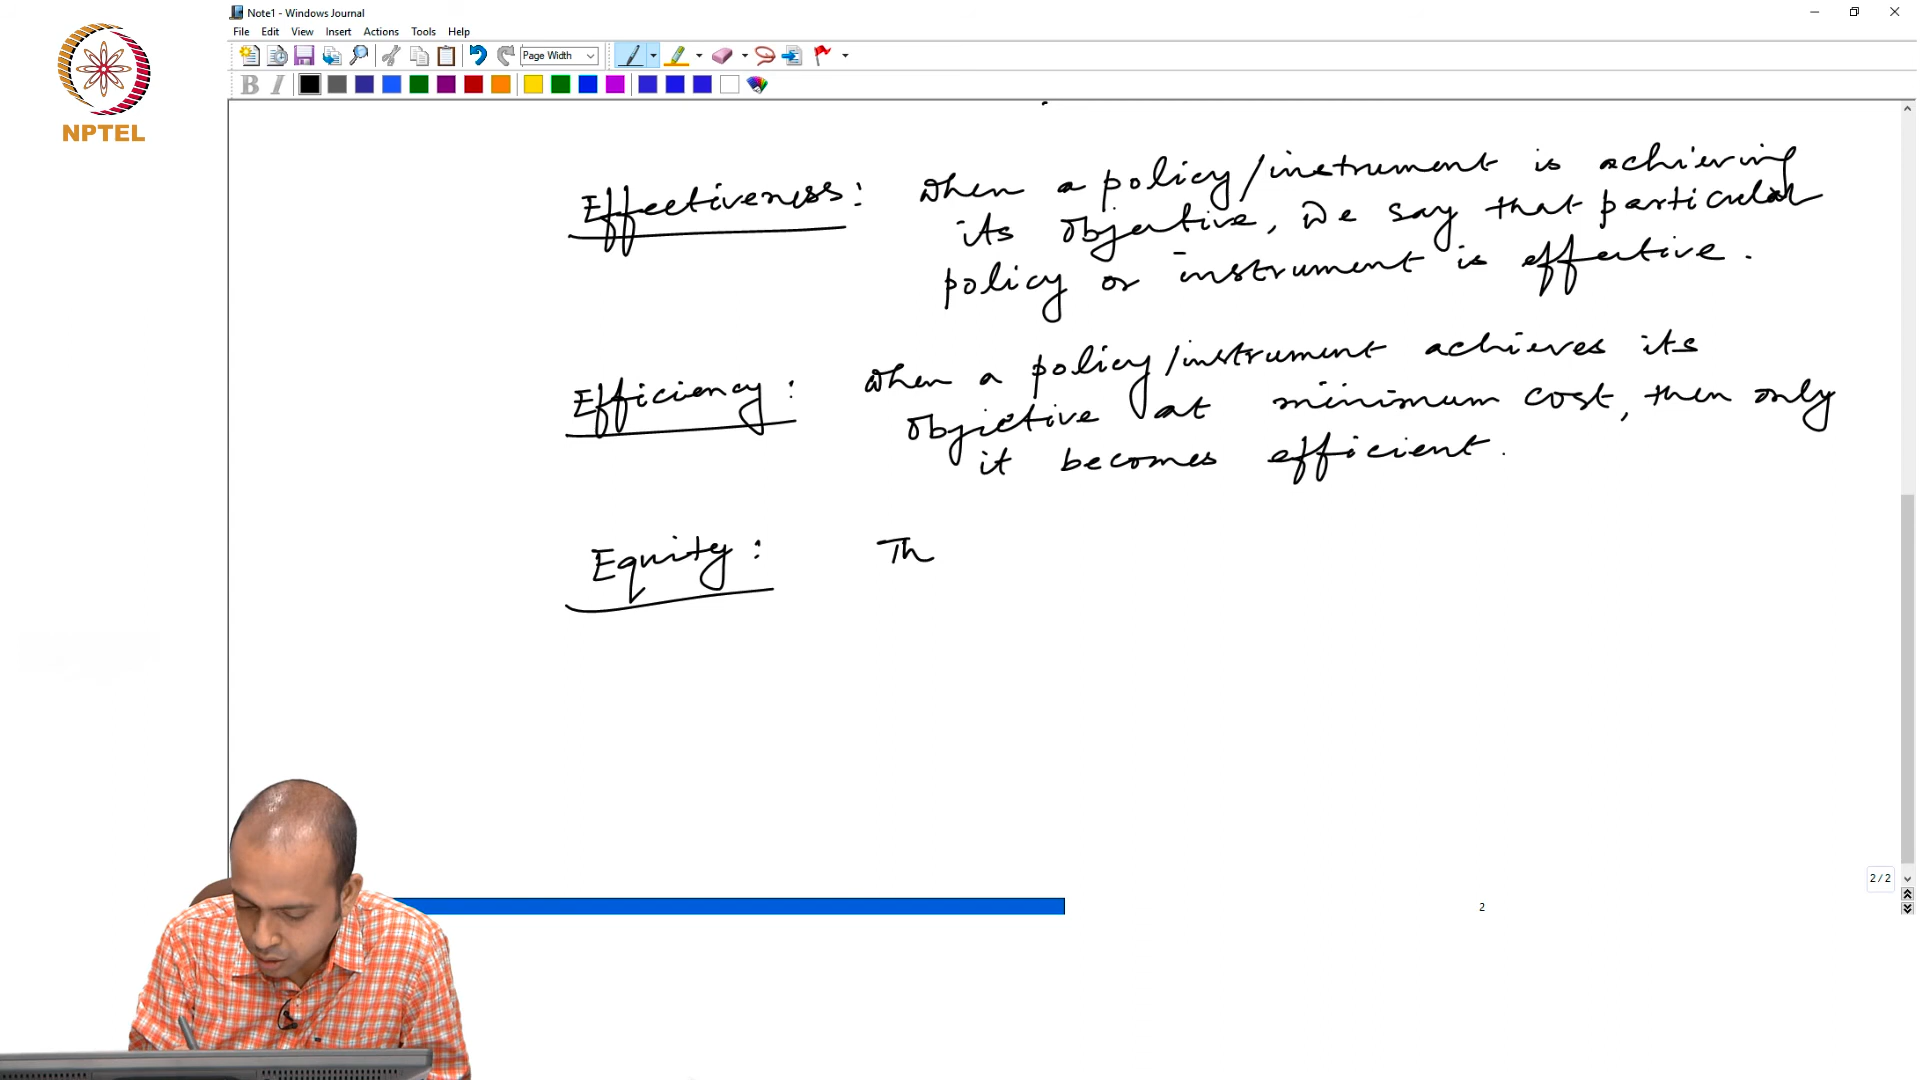 Note1 - Windows Journal
File Edit View Insert Actions Tools Help
Page Width
B I
NPTEL
Effectiveness: When a policy/instrument is achieving
its objective, we say that particular
policy or instrument is effective.
Efficiency: When a policy/instrument achieves its
objective at minimum cost, then only
it becomes efficient.
Equity: Th
2/2
2